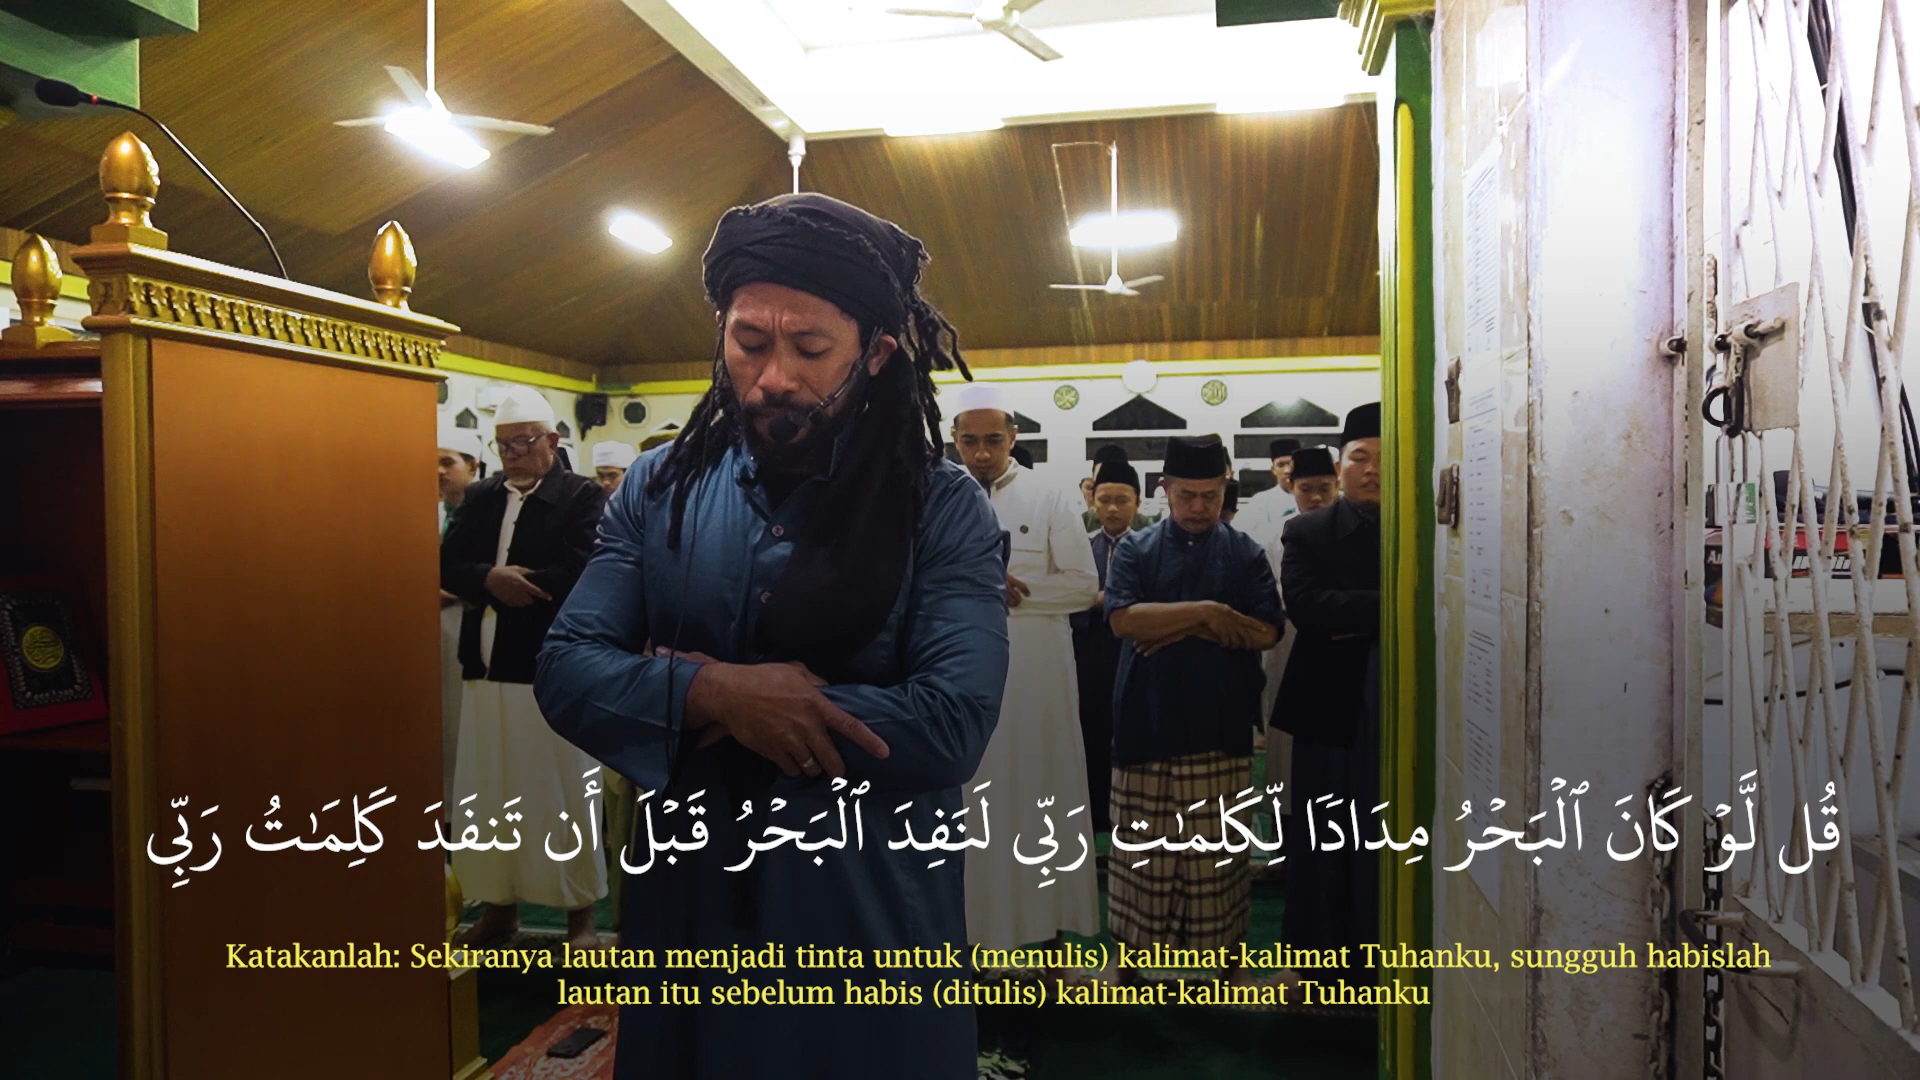 قُل لَّوْ كَانَ ٱلْبَحْرُ مِدَادًا لِّكَلِمَٰتِ رَبِّي لَنَفِدَ ٱلْبَحْرُ قَبْلَ أَن تَنفَدَ كَلِمَٰتُ رَبِّي
Katakanlah: Sekiranya lautan menjadi tinta untuk (menulis) kalimat-kalimat Tuhanku, sungguh habislah
lautan itu sebelum habis (ditulis) kalimat-kalimat Tuhanku